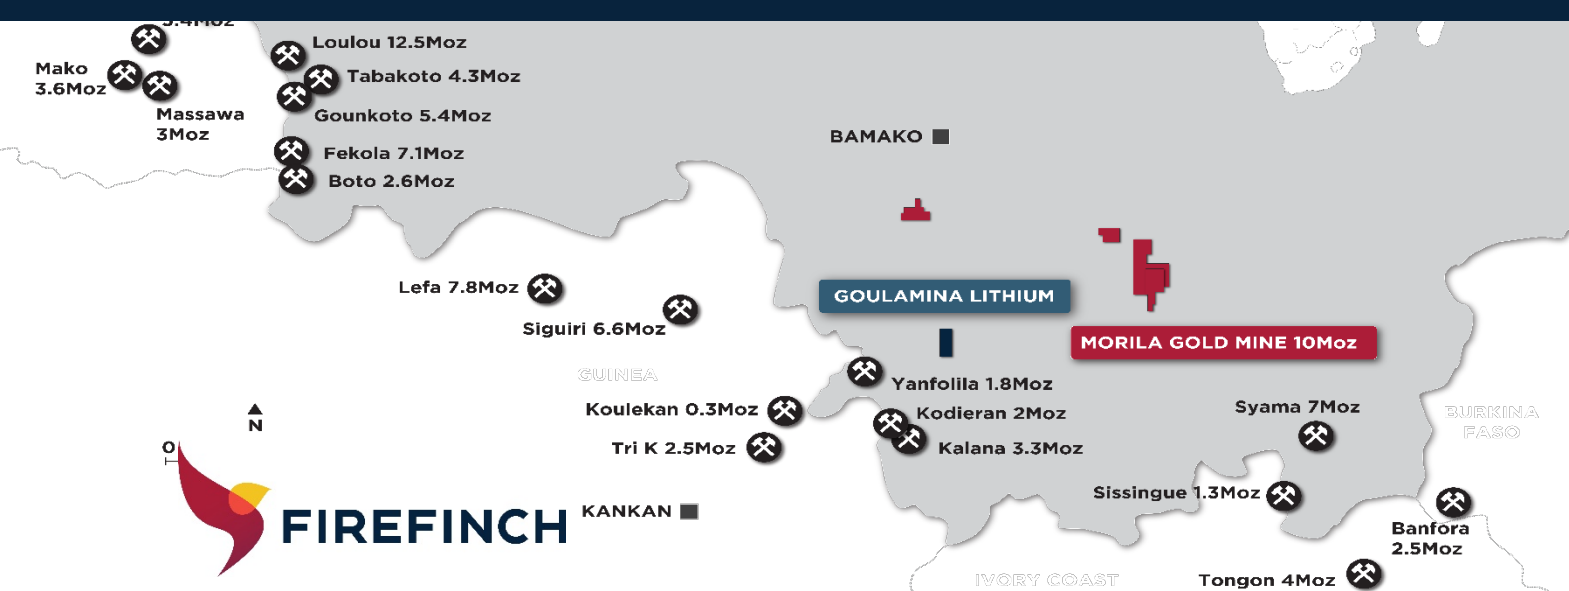 Loulou 12.5Moz
Mako
3.6Moz
Tabakoto 4.3Moz
Massawa
3Moz
Gounkoto 5.4Moz
BAMAKO
Fekola 7.1Moz
Boto 2.6Moz
Lefa 7.8Moz
GOULAMINA LITHIUM
Siguiri 6.6Moz
MORILA GOLD MINE 10Moz
GUINEA
Yanfolila 1.8Moz
Koulekan 0.3Moz
Kodieran 2Moz
Syama 7Moz
BURKINA
FASO
N
0
Tri K 2.5Moz
Kalana 3.3Moz
Sissingue 1.3Moz
FIREFINCH
KANKAN
Banfora
2.5Moz
IVORY COAST
Tongon 4Moz